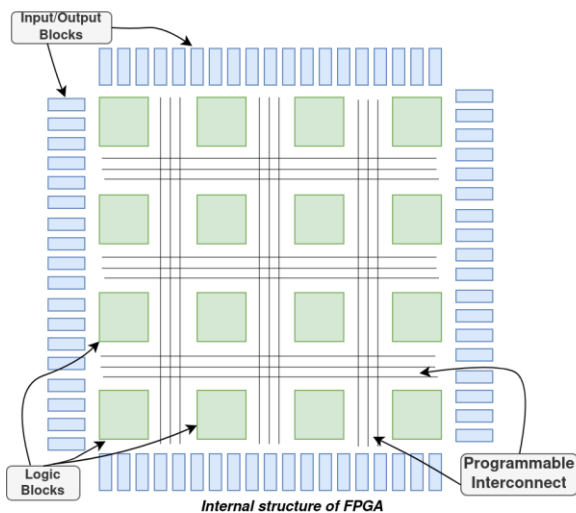 Input/Output
Blocks
Logic
Blocks
Programmable
Interconnect
Internal structure of FPGA